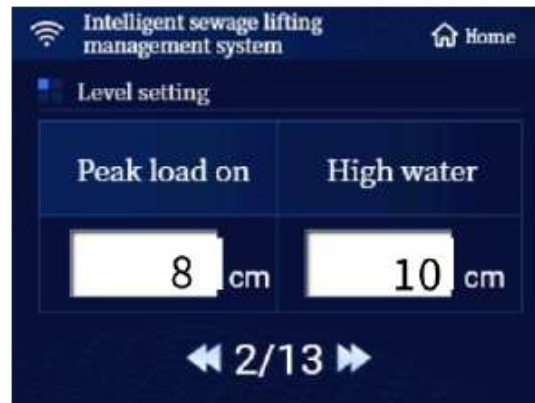 Intelligent sewage lifting
management system
Home
Level setting
Peak load on
High water
8 cm
10 cm
2/13